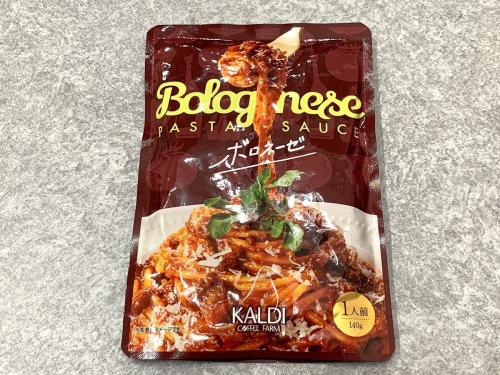 Bolognese
PASTA SAUCE
ボロネーゼ
1人前
140g
KALDI
COFFEE FARM